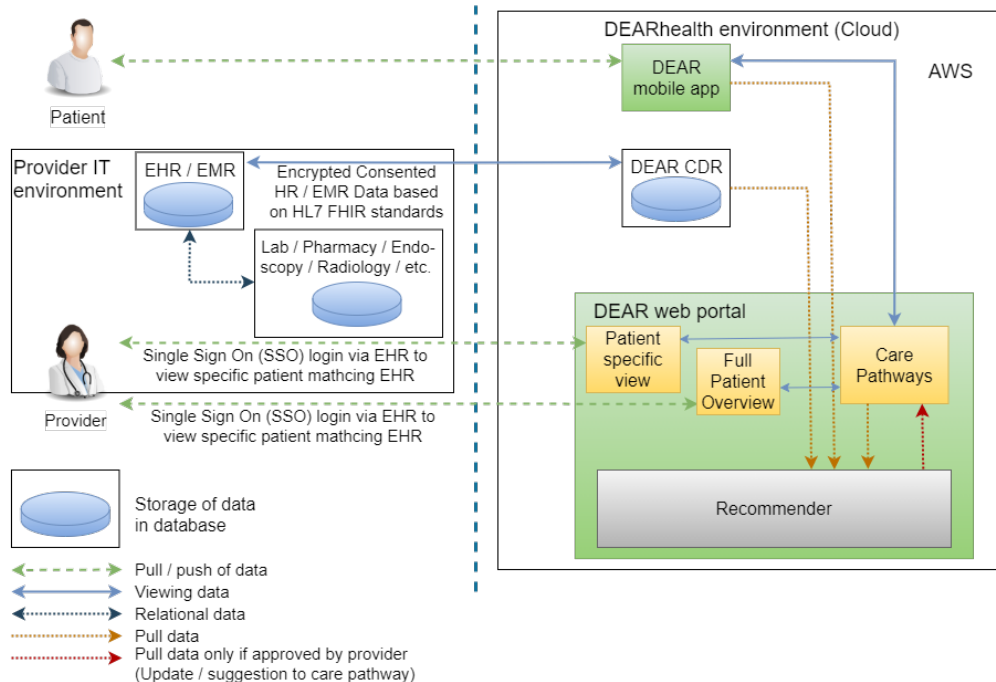 DEARhealth environment (Cloud)
AWS
DEAR
mobile app
Patient
Provider IT
environment
EHR / EMR
Encrypted Consented
HR / EMR Data based
on HL7 FHIR standards
DEAR CDR
Lab / Pharmacy / Endo-
scopy / Radiology / etc.
DEAR web portal
Single Sign On (SSO) login via EHR to
view specific patient mathcing EHR
Patient
specific
view
Full
Patient
Overview
Care
Pathways
Provider
Single Sign On (SSO) login via EHR to
view specific patient mathcing EHR
Recommender
Storage of data
in database
Pull / push of data
Viewing data
Relational data
Pull data
Pull data only if approved by provider
(Update / suggestion to care pathway)